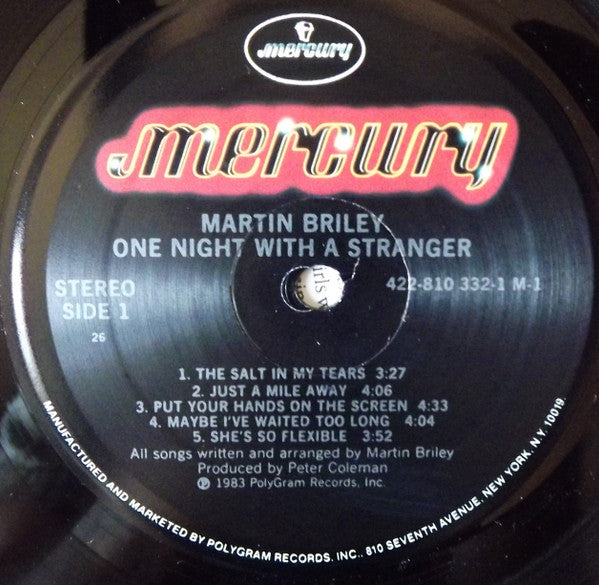 mercury
mercury
MARTIN BRILEY
ONE NIGHT WITH A STRANGER
STEREO
SIDE 1
26
422-810 332-1 M-1
1. THE SALT IN MY TEARS 3:27
2. JUST A MILE AWAY 4:06
3. PUT YOUR HANDS ON THE SCREEN 4:33
4. MAYBE I'VE WAITED TOO LONG 4:04
5. SHE'S SO FLEXIBLE 3:52
All songs written and arranged by Martin Briley
Produced by Peter Coleman
℗ 1983 PolyGram Records, Inc.
MANUFACTURED AND MARKETED BY POLYGRAM RECORDS, INC., 810 SEVENTH AVENUE, NEW YORK, N.Y. 10019.